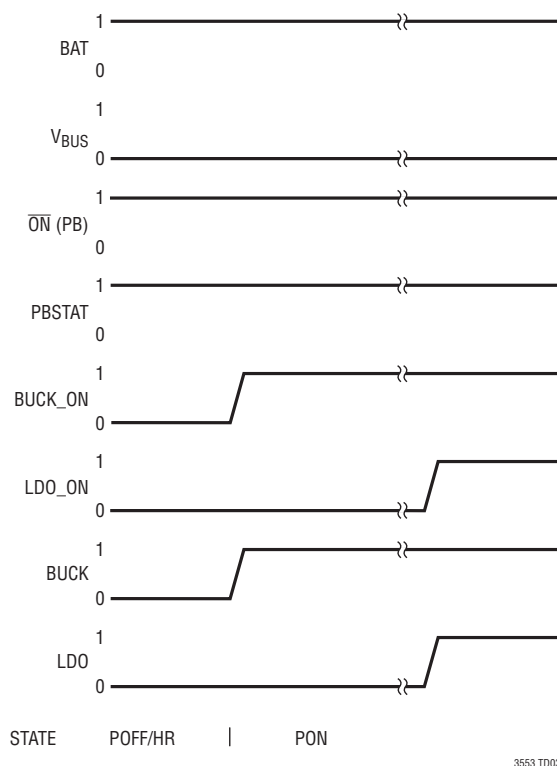 1
BAT
0
1
VBUS
0
1
ON (PB)
0
1
PBSTAT
0
1
BUCK_ON
0
1
LDO_ON
0
1
BUCK
0
1
LDO
0
STATE POFF/HR | PON